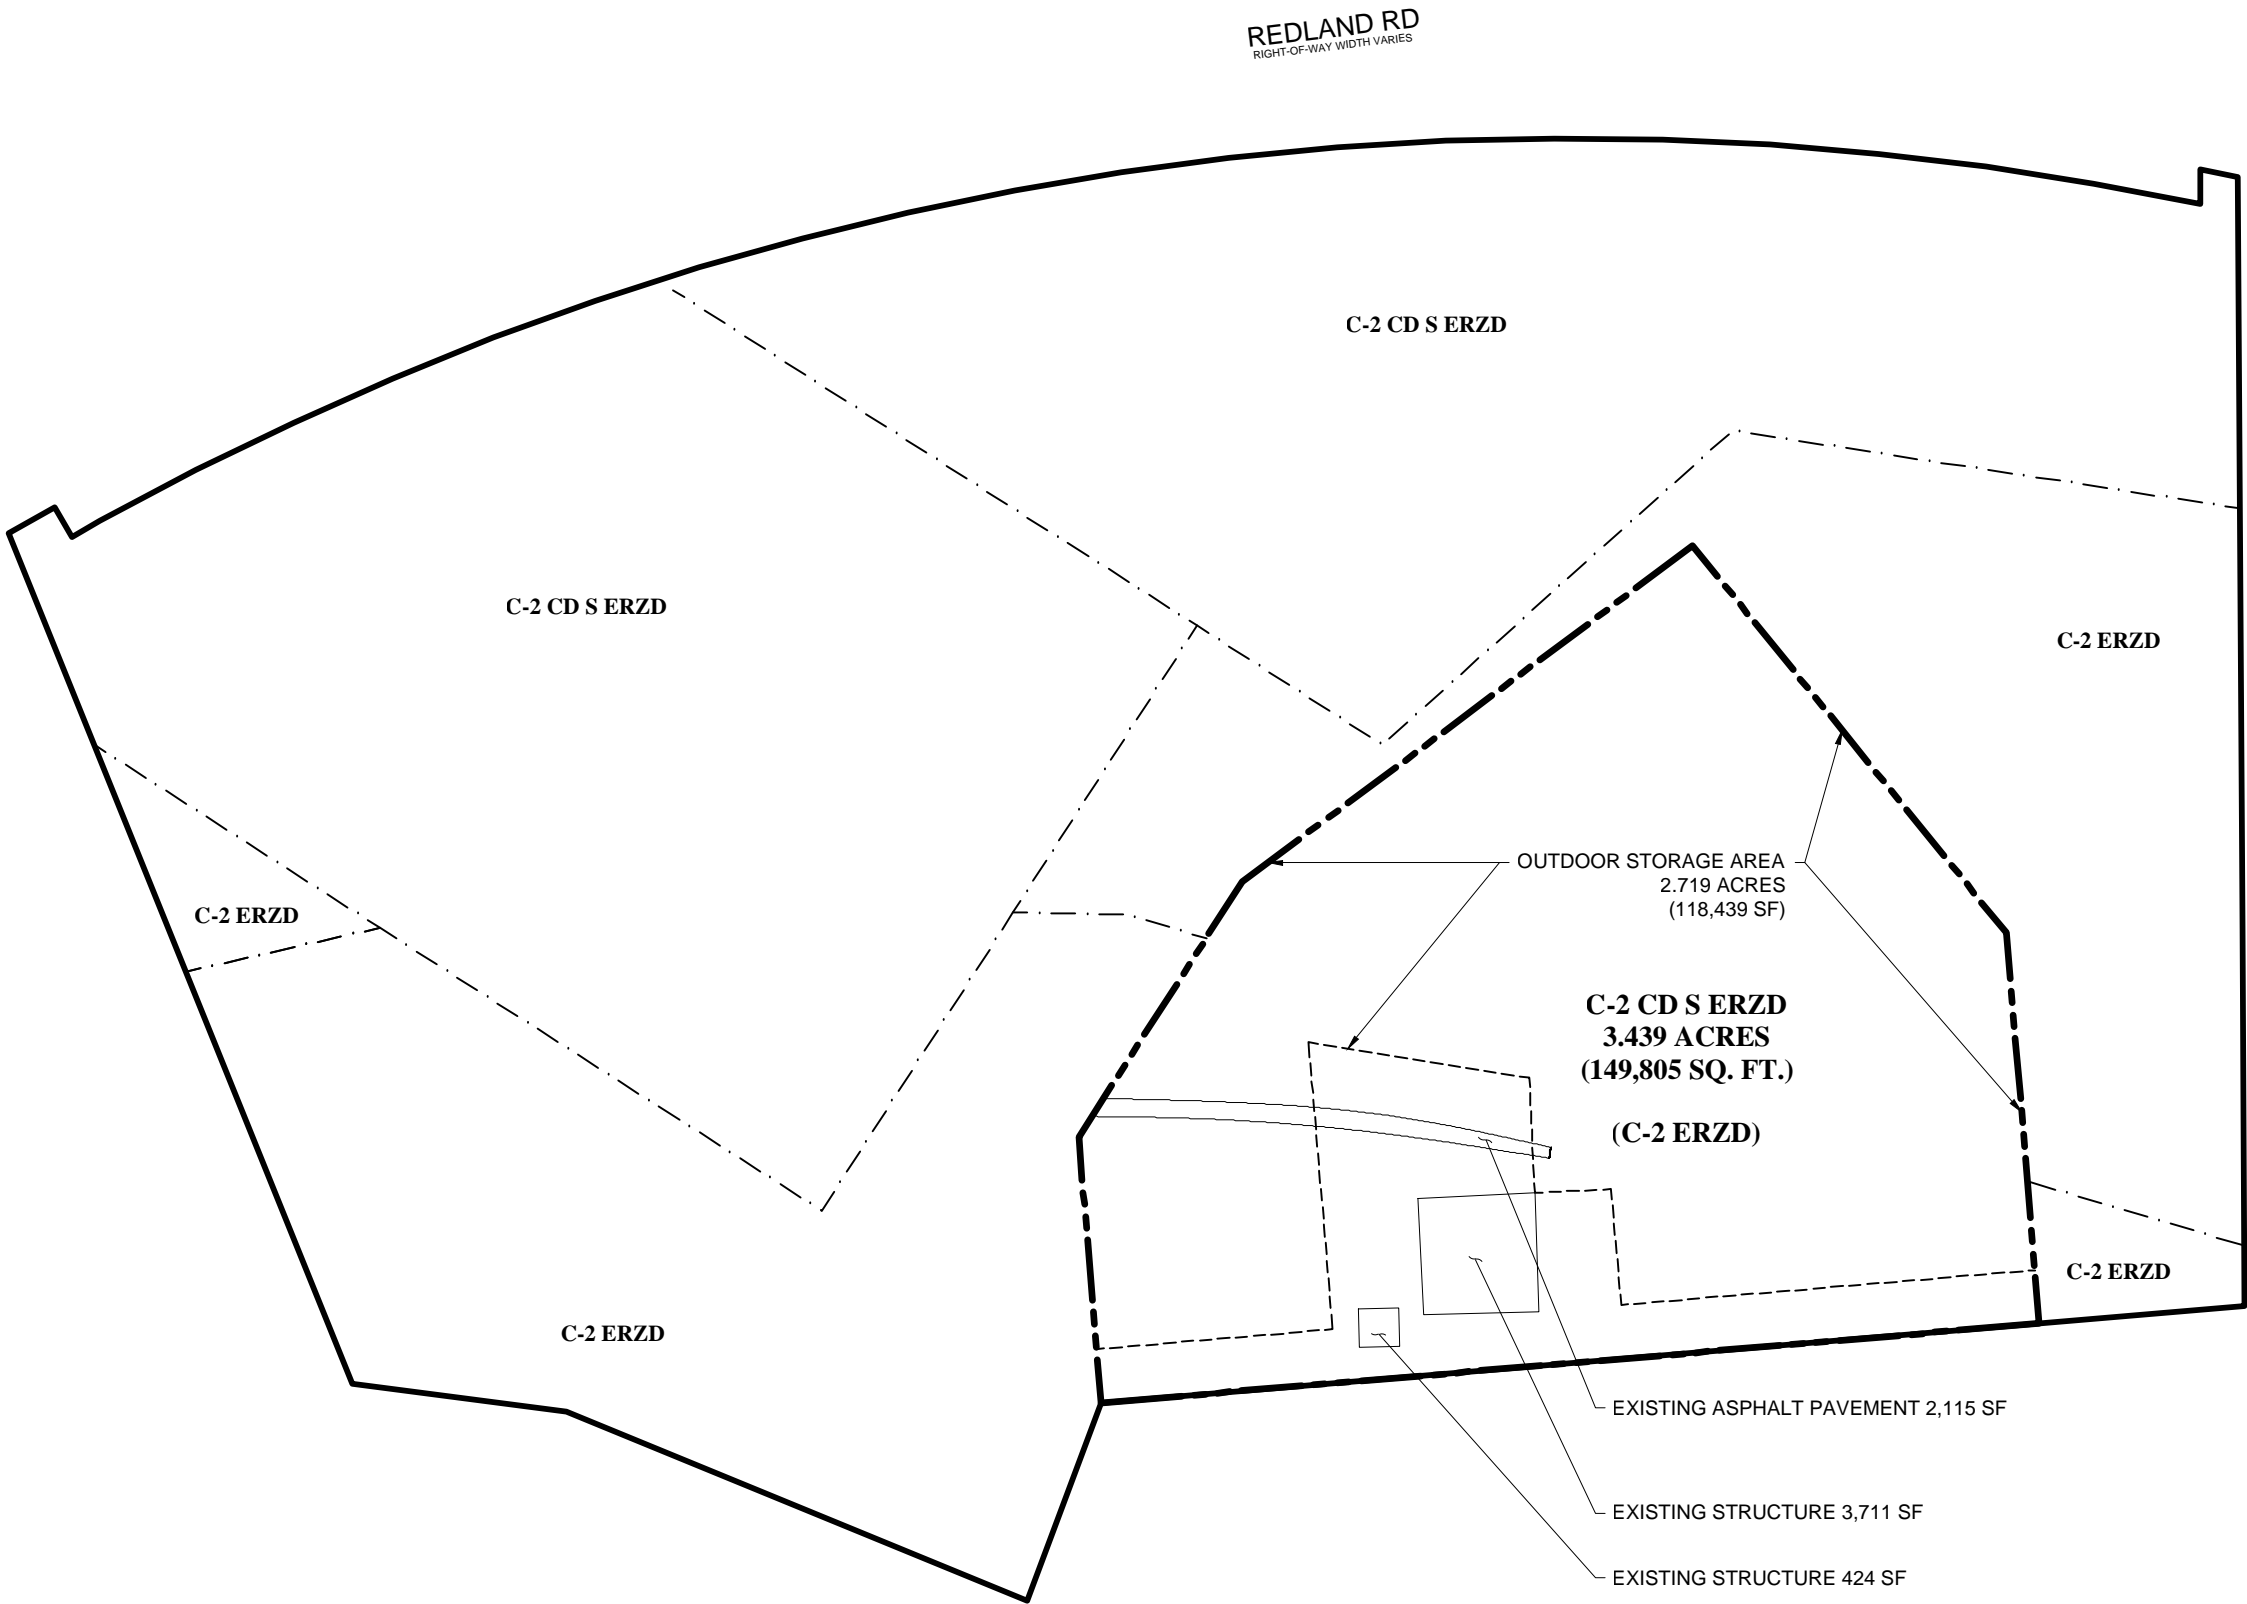 REDLAND RD
RIGHT-OF-WAY WIDTH VARIES
C-2 CD S ERZD
C-2 CD S ERZD
C-2 ERZD
OUTDOOR STORAGE AREA
2.719 ACRES
(118,439 SF)
C-2 ERZD
C-2 CD S ERZD
3.439 ACRES
(149,805 SQ. FT.)
(C-2 ERZD)
C-2 ERZD
C-2 ERZD
EXISTING ASPHALT PAVEMENT 2,115 SF
EXISTING STRUCTURE 3,711 SF
EXISTING STRUCTURE 424 SF